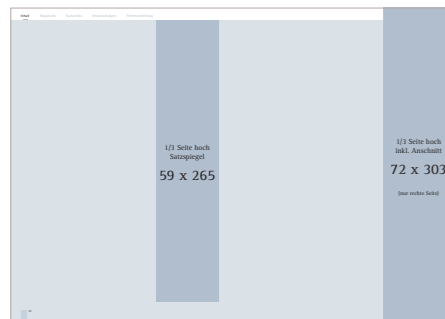 1/3 Seite hoch
Satzspiegel
59 x 265
1/3 Seite hoch
inkl. Anschnitt
72 x 303
(nur rechte Seite)